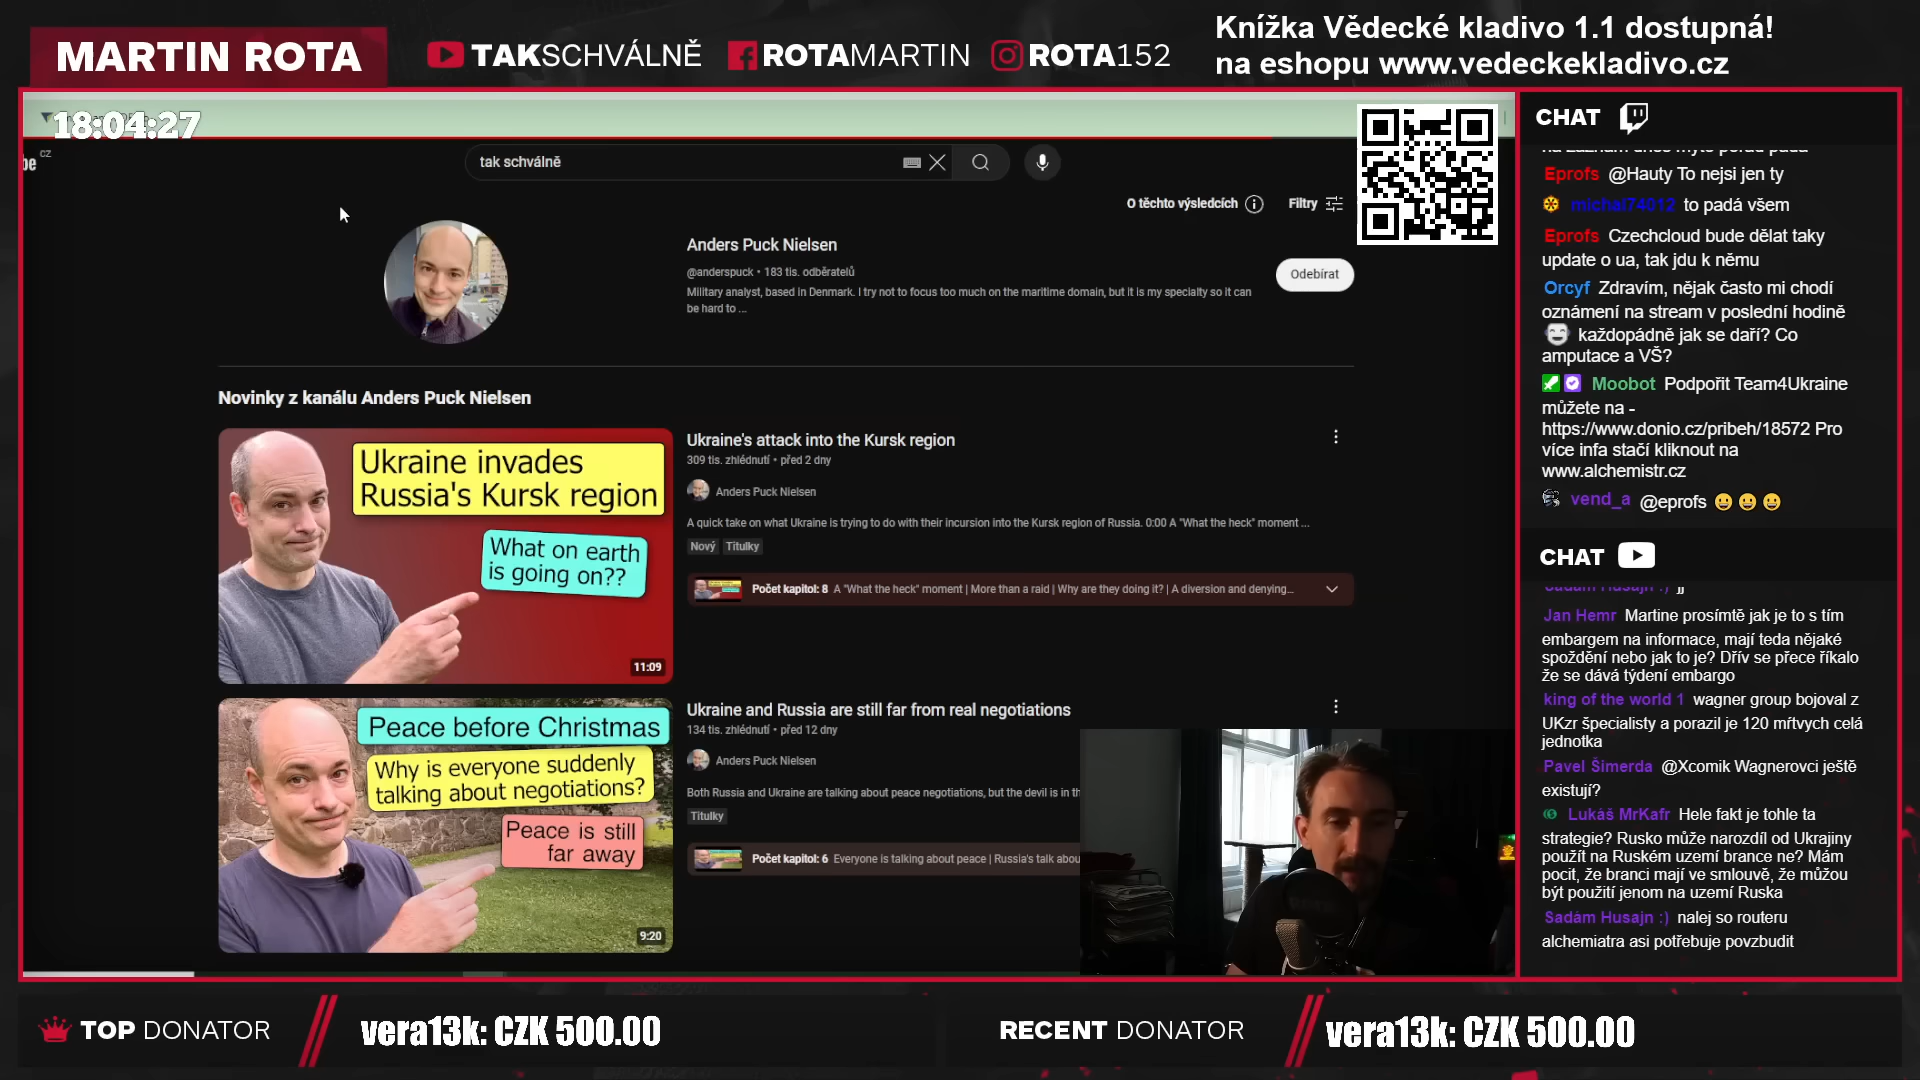 MARTIN ROTA
TAKSCHVÁLNĚ
ROTAMARTIN
ROTA152
Knížka Vědecké kladivo 1.1 dostupná!
na eshopu www.vedeckekladivo.cz
18:04:27
be CZ
tak schválně
O těchto výsledcích
Filtry
Anders Puck Nielsen
@anderspuck • 183 tis. odběratelů
Military analyst, based in Denmark. I try not to focus too much on the maritime domain, but it is my specialty so it can
be hard to ...
Odebírat
Novinky z kanálu Anders Puck Nielsen
Ukraine invades
Russia's Kursk region
What on earth
is going on??
11:09
Ukraine's attack into the Kursk region
309 tis. zhlédnutí • před 2 dny
Anders Puck Nielsen
A quick take on what Ukraine is trying to do with their incursion into the Kursk region of Russia. 0:00 A "What the heck" moment ...
Nový Titulky
Počet kapitol: 8 A "What the heck" moment | More than a raid | Why are they doing it? | A diversion and denying...
Peace before Christmas
Why is everyone suddenly
talking about negotiations?
Peace is still
far away
9:20
Ukraine and Russia are still far from real negotiations
134 tis. zhlédnutí • před 12 dny
Anders Puck Nielsen
Both Russia and Ukraine are talking about peace negotiations, but the devil is in th
Titulky
Počet kapitol: 6 Everyone is talking about peace | Russia's talk abou
CHAT
na záznam dnes mýto pořád padá
Eprofs @Hauty To nejsi jen ty
michal74012 to padá všem
Eprofs Czechcloud bude dělat taky
update o ua, tak jdu k němu
Orcyf Zdravím, nějak často mi chodí
oznámení na stream v poslední hodině
každopádně jak se daří? Co
amputace a VŠ?
Moobot Podpořit Team4Ukraine
můžete na -
https://www.donio.cz/pribeh/18572 Pro
více infa stačí kliknout na
www.alchemistr.cz
vend_a @eprofs 😀 😀 😀
CHAT
Sadám Husajn :) jj
Jan Hemr Martine prosímtě jak je to s tím
embargem na informace, mají teda nějaké
spoždění nebo jak to je? Dřív se přece říkalo
že se dává týdení embargo
king of the world 1 wagner group bojoval z
UKzr špecialisty a porazil je 120 mŕtvych celá
jednotka
Pavel Šimerda @Xcomik Wagnerovci ještě
existují?
Lukáš MrKafr Hele fakt je tohle ta
strategie? Rusko může narozdíl od Ukrajiny
použít na Ruském uzemí brance ne? Mám
pocit, že branci mají ve smlouvě, že můžou
být použití jenom na uzemí Ruska
Sadám Husajn :) nalej so routeru
alchemiatra asi potřebuje povzbudit
TOP DONATOR
vera13k: CZK 500.00
RECENT DONATOR
vera13k: CZK 500.00